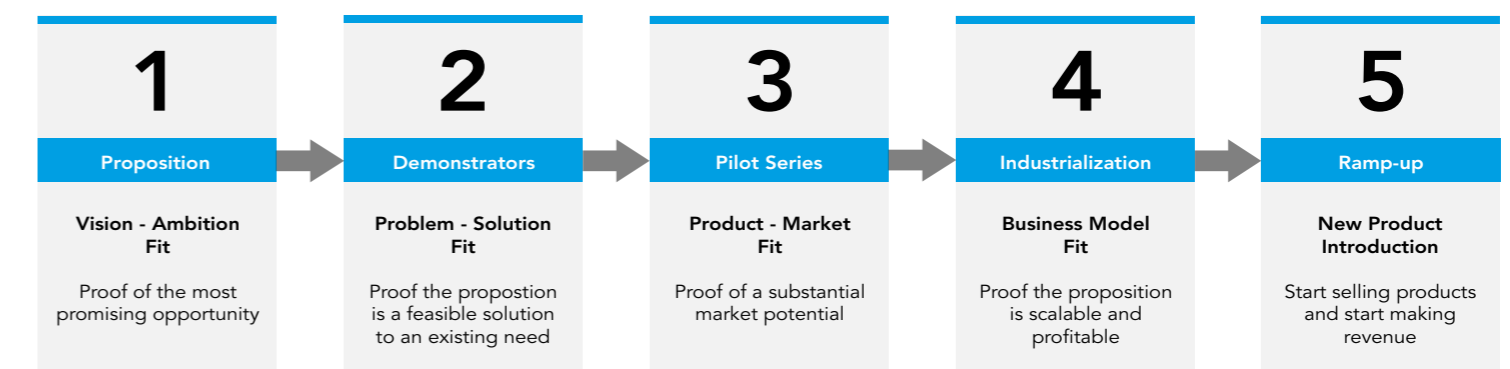 1
Proposition
Vision - Ambition
Fit
Proof of the most
promising opportunity
2
Demonstrators
Problem - Solution
Fit
Proof the propostion
is a feasible solution
to an existing need
3
Pilot Series
Product - Market
Fit
Proof of a substantial
market potential
4
Industrialization
Business Model
Fit
Proof the proposition
is scalable and
profitable
5
Ramp-up
New Product
Introduction
Start selling products
and start making
revenue